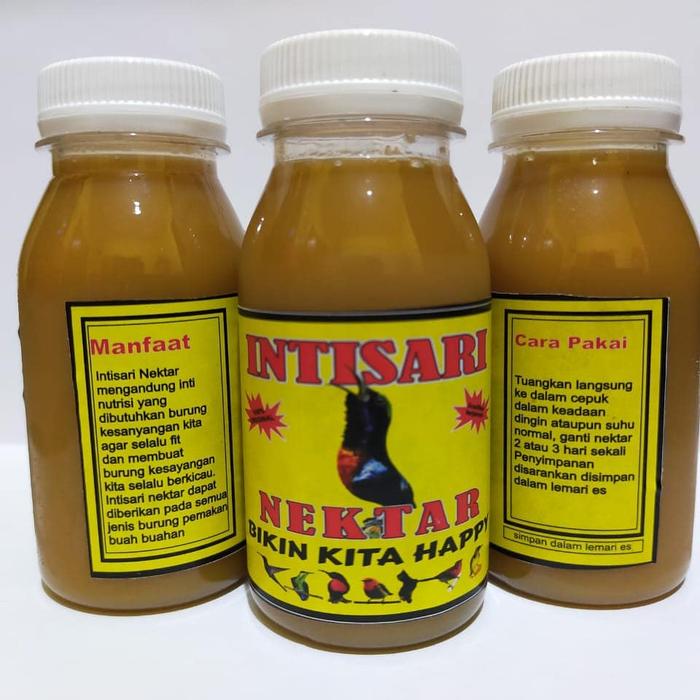 Manfaat
Intisari Nektar
mengandung inti
nutrisi yang
dibutuhkan burung
kesanyangan kita
agar selalu fit
dan membuat
burung kesayangan
kita selalu berkicau.
Intisari nektar dapat
diberikan pada semua
jenis burung pemakan
buah buahan
INTISARI
100%
NEKTAR
BIKIN KITA HAPPY
Cara Pakai
Tuangkan langsung
ke dalam cepuk
dalam keadaan
dingin ataupun suhu
normal, ganti nektar
2 atau 3 hari sekali
Penyimpanan
disarankan disimpan
dalam lemari es
simpan dalam lemari es